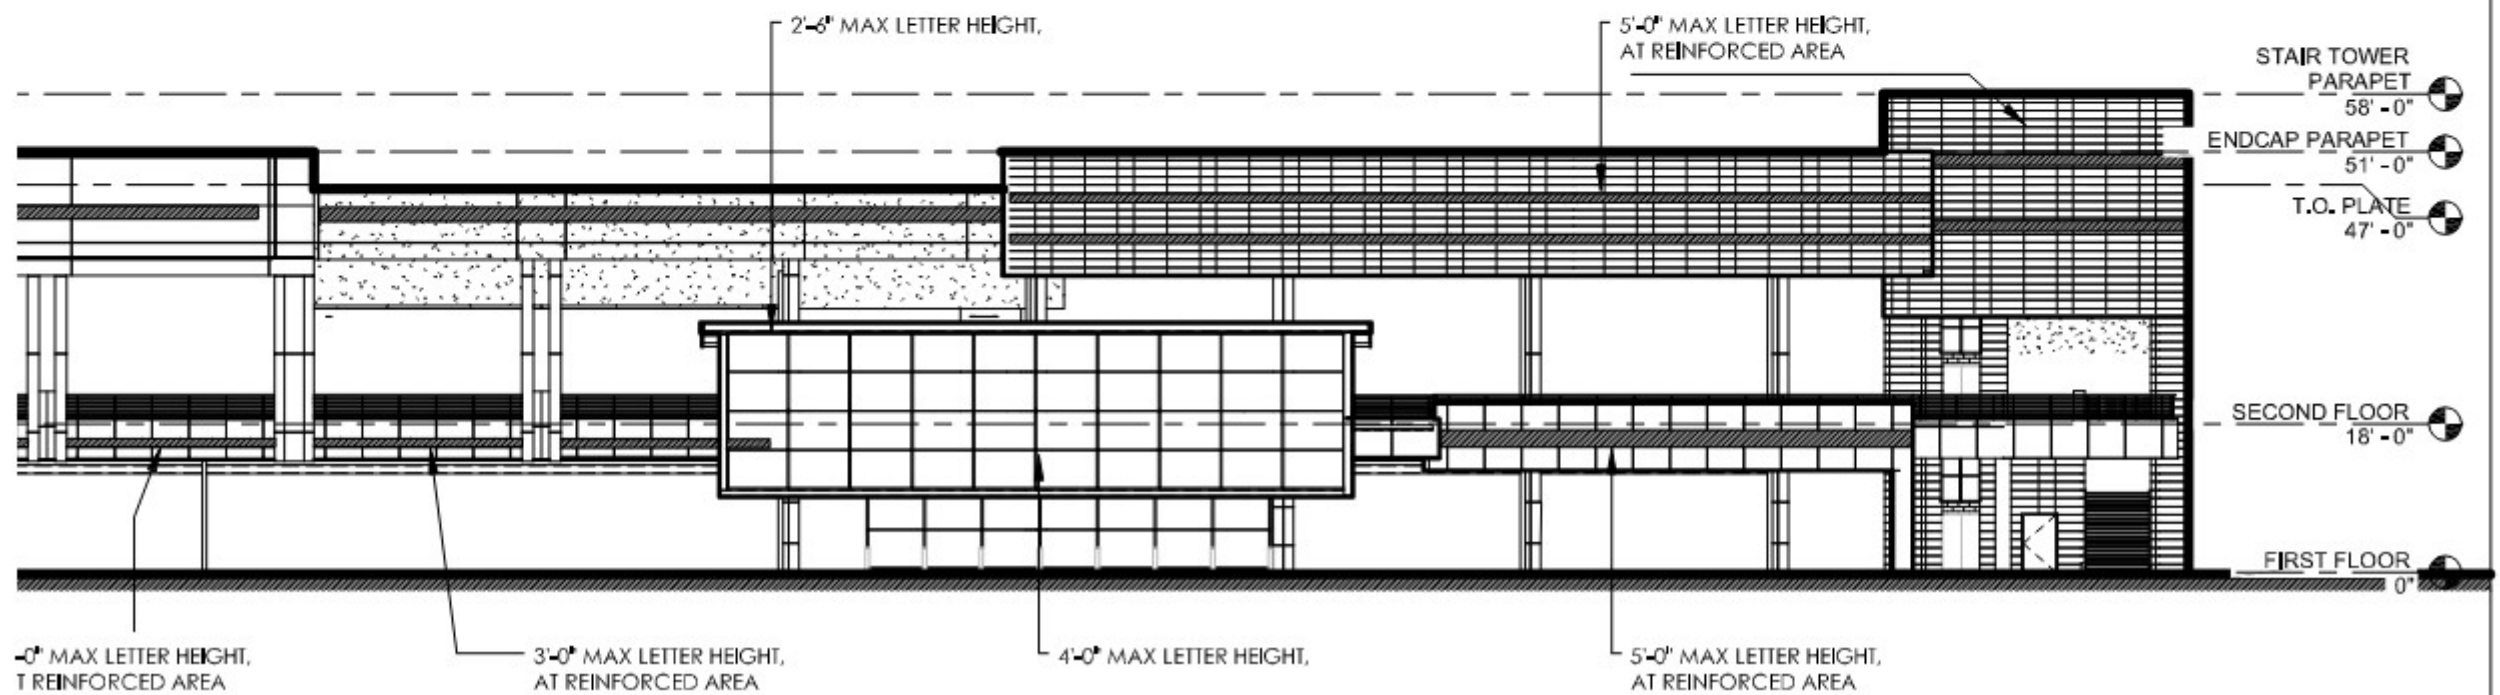 2'-6" MAX LETTER HEIGHT,
5'-0" MAX LETTER HEIGHT,
AT REINFORCED AREA
STAIR TOWER
PARAPET
58' - 0"
ENDCAP PARAPET
51' - 0"
T.O. PLATE
47' - 0"
SECOND FLOOR
18' - 0"
FIRST FLOOR
0"
-0" MAX LETTER HEIGHT,
T REINFORCED AREA
3'-0" MAX LETTER HEIGHT,
AT REINFORCED AREA
4'-0" MAX LETTER HEIGHT,
5'-0" MAX LETTER HEIGHT,
AT REINFORCED AREA